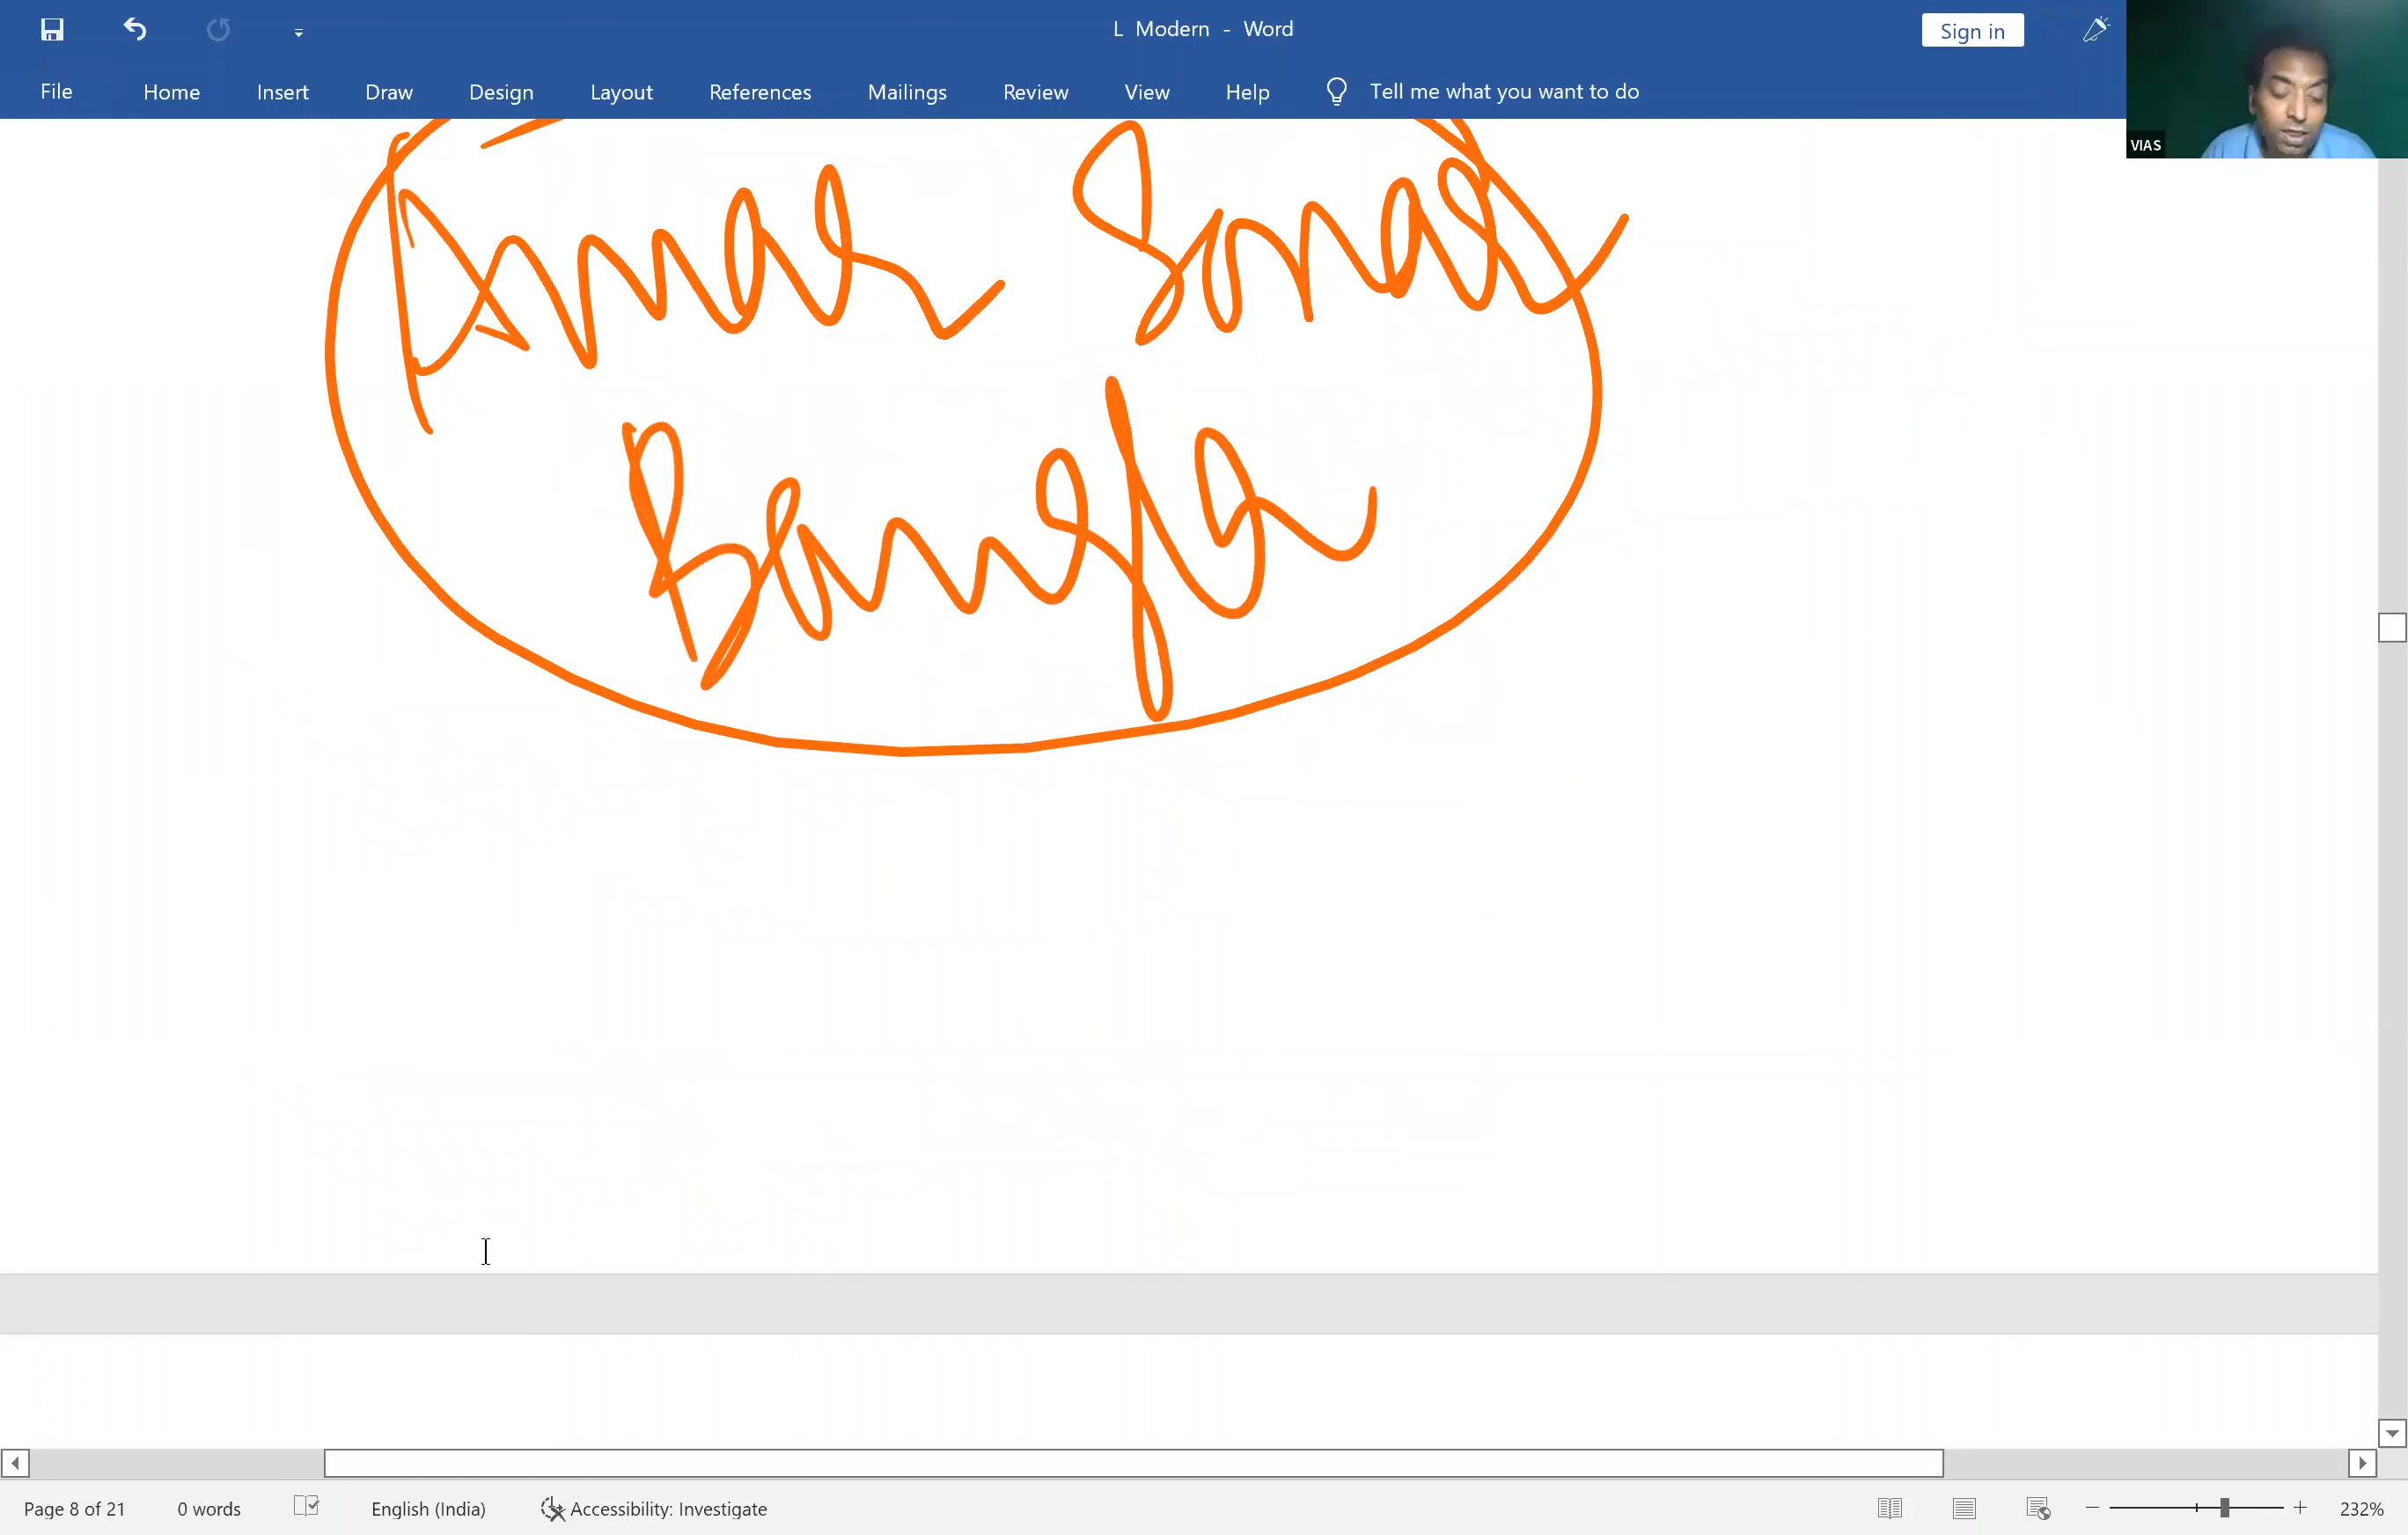 L Modern - Word
Sign in
File Home Insert Draw Design Layout References Mailings Review View Help Tell me what you want to do
VIAS
Amar Sonar
Bangla
Page 8 of 21 0 words English (India) Accessibility: Investigate 232%